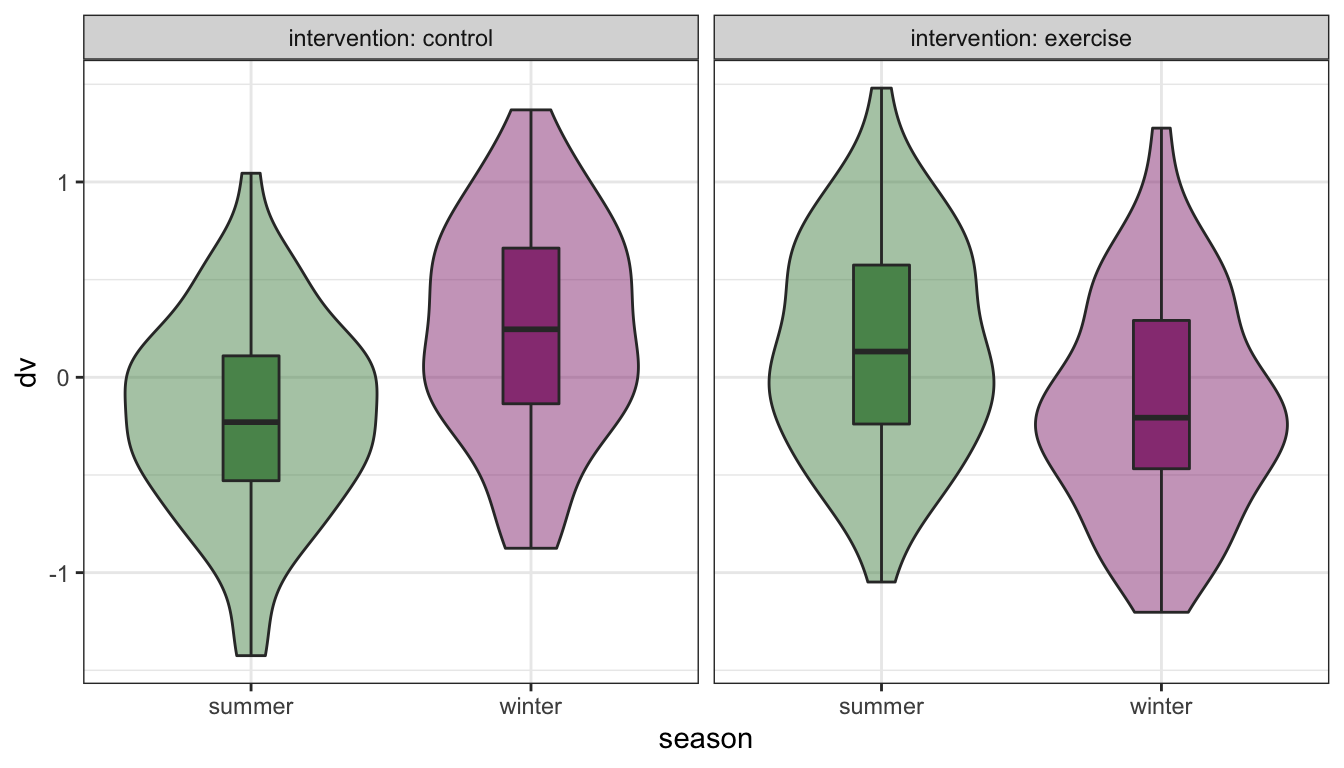 intervention: control
intervention: exercise
dv
1
0
-1
summer
winter
summer
winter
season